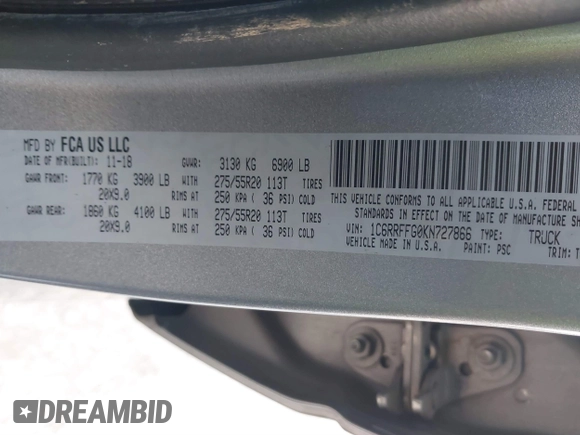 MFD BY FCA US LLC
DATE OF MFR(BUILT): 11-18 GVWR: 3130 KG 6900 LB
GAWR FRONT: 1770 KG 3900 LB WITH 275/55R20 113T TIRES
20X9.0 RIMS AT 250 KPA ( 36 PSI) COLD
GAWR REAR: 1860 KG 4100 LB WITH 275/55R20 113T TIRES
20X9.0 RIMS AT 250 KPA ( 36 PSI) COLD
THIS VEHICLE CONFORMS TO ALL APPLICABLE U.S.A. FEDERAL
STANDARDS IN EFFECT ON THE DATE OF MANUFACTURE
VIN: 1C6RRFFG0KN727866 TYPE: TRUCK
VEHICLE MADE IN U.S.A. PAINT: PSC TRIM:
DREAMBID